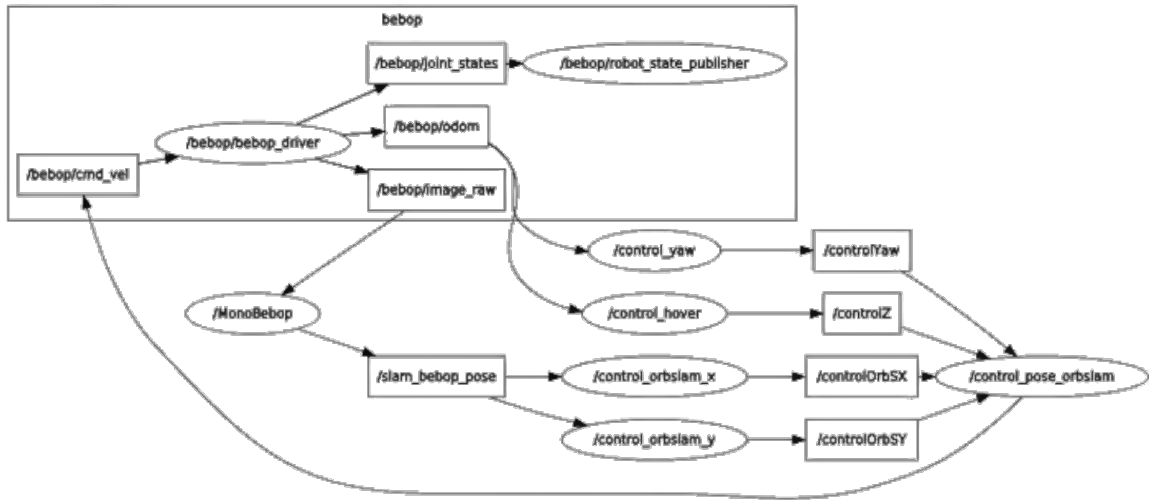 bebop
/bebop/joint_states
/bebop/robot_state_publisher
/bebop/odom
/bebop/bebop_driver
/bebop/cmd_vel
/bebop/image_raw
/control_yaw
/controlYaw
/MonoBebop
/control_hover
/controlZ
/slam_bebop_pose
/control_orbslam_x
/controlOrbSX
/control_pose_orbslam
/control_orbslam_y
/controlOrbSY